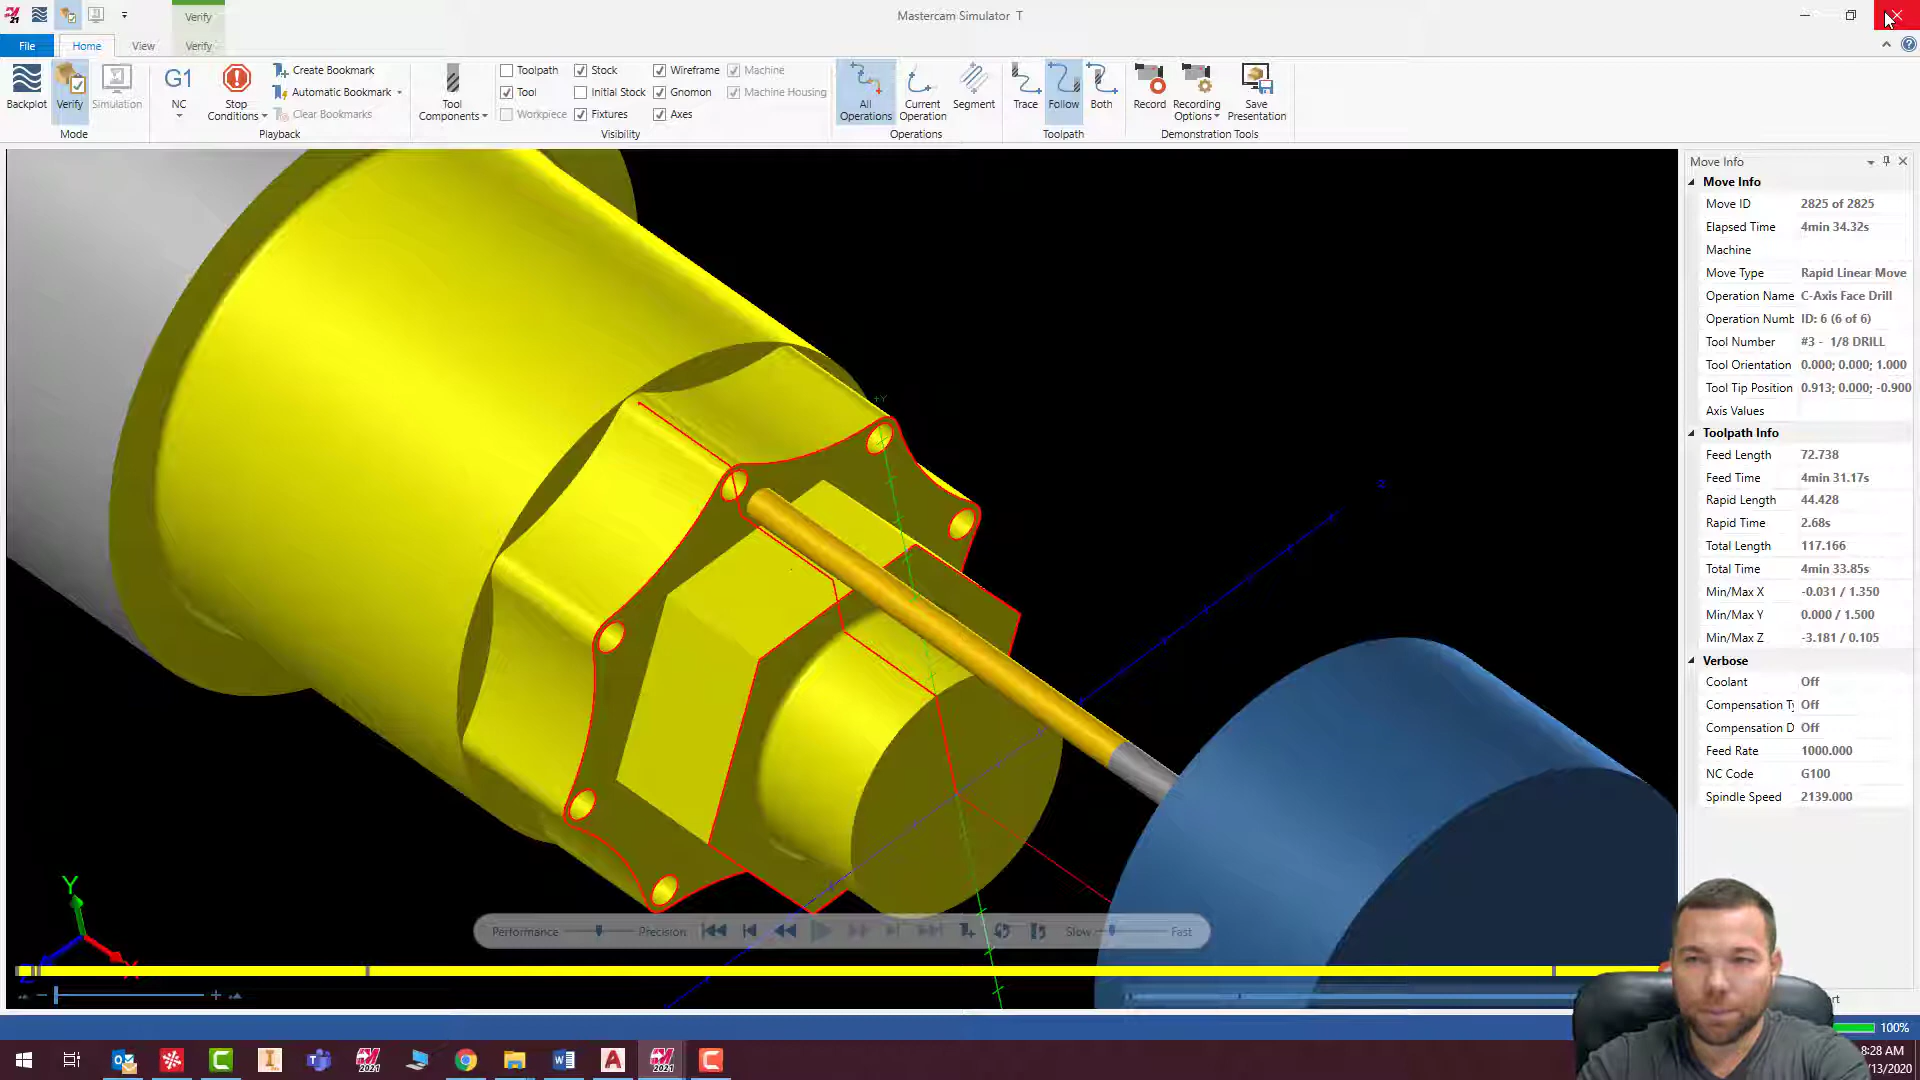 21
Verify
Mastercam Simulator  T
File
Home
View
Verify
Backplot
Verify
Simulation
Mode
G1
NC
Stop
Conditions
Create Bookmark
Automatic Bookmark
Clear Bookmarks
Playback
Tool
Components
Toolpath
Tool
Workpiece
Stock
Initial Stock
Fixtures
Wireframe
Gnomon
Axes
Machine
Machine Housing
Visibility
All
Operations
Current
Operation
Segment
Operations
Trace
Follow
Both
Toolpath
Record
Recording
Options
Save
Presentation
Demonstration Tools
Move Info
Move Info
Move ID 2825 of 2825
Elapsed Time 4min 34.32s
Machine
Move Type Rapid Linear Move
Operation Name C-Axis Face Drill
Operation Numb ID: 6 (6 of 6)
Tool Number #3 - 1/8 DRILL
Tool Orientation 0.000; 0.000; 1.000
Tool Tip Position 0.913; 0.000; -0.900
Axis Values
Toolpath Info
Feed Length 72.738
Feed Time 4min 31.17s
Rapid Length 44.428
Rapid Time 2.68s
Total Length 117.166
Total Time 4min 33.85s
Min/Max X -0.031 / 1.350
Min/Max Y 0.000 / 1.500
Min/Max Z -3.181 / 0.105
Verbose
Coolant Off
Compensation Ty Off
Compensation D Off
Feed Rate 1000.000
NC Code G100
Spindle Speed 2139.000
+Y
Z
Y
X
Z
Performance
Precision
Slow
Fast
rt
100%
2021
2021
8:28 AM
/13/2020